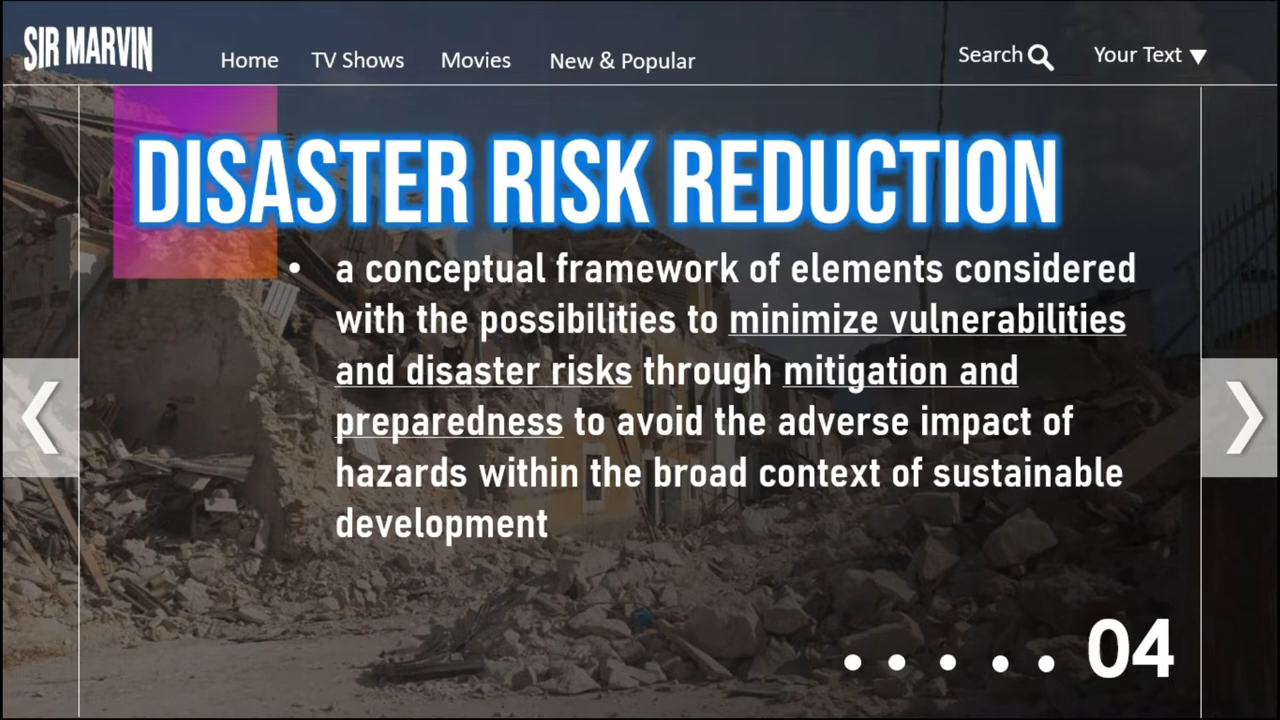 SIR MARVIN
Home TV Shows Movies New & Popular Search Your Text
DISASTER RISK REDUCTION
• a conceptual framework of elements considered
with the possibilities to minimize vulnerabilities
and disaster risks through mitigation and
preparedness to avoid the adverse impact of
hazards within the broad context of sustainable
development
04